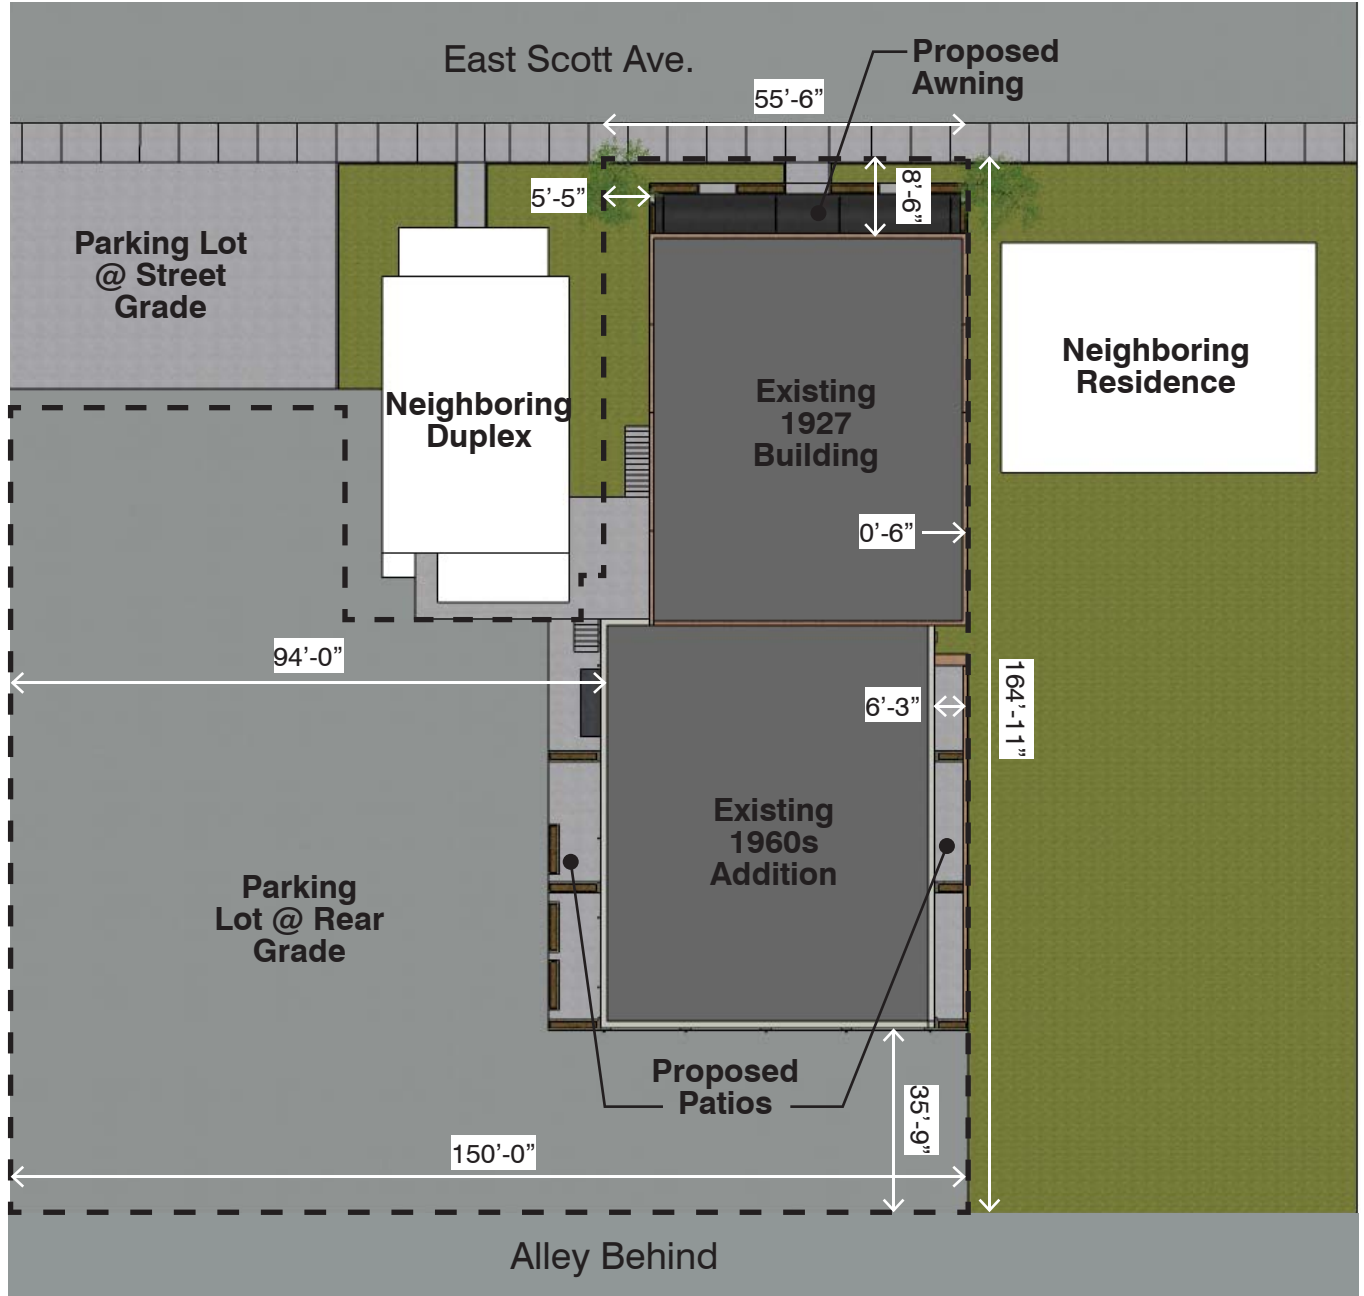 East Scott Ave.
Proposed
Awning
55’-6”
5’-5”
8’-6”
Parking Lot
@ Street
Grade
Neighboring
Duplex
Existing
1927
Building
Neighboring
Residence
0’-6”
94’-0”
6’-3”
164’-11”
Existing
1960s
Addition
Parking
Lot @ Rear
Grade
Proposed
Patios
35’-9”
150’-0”
Alley Behind